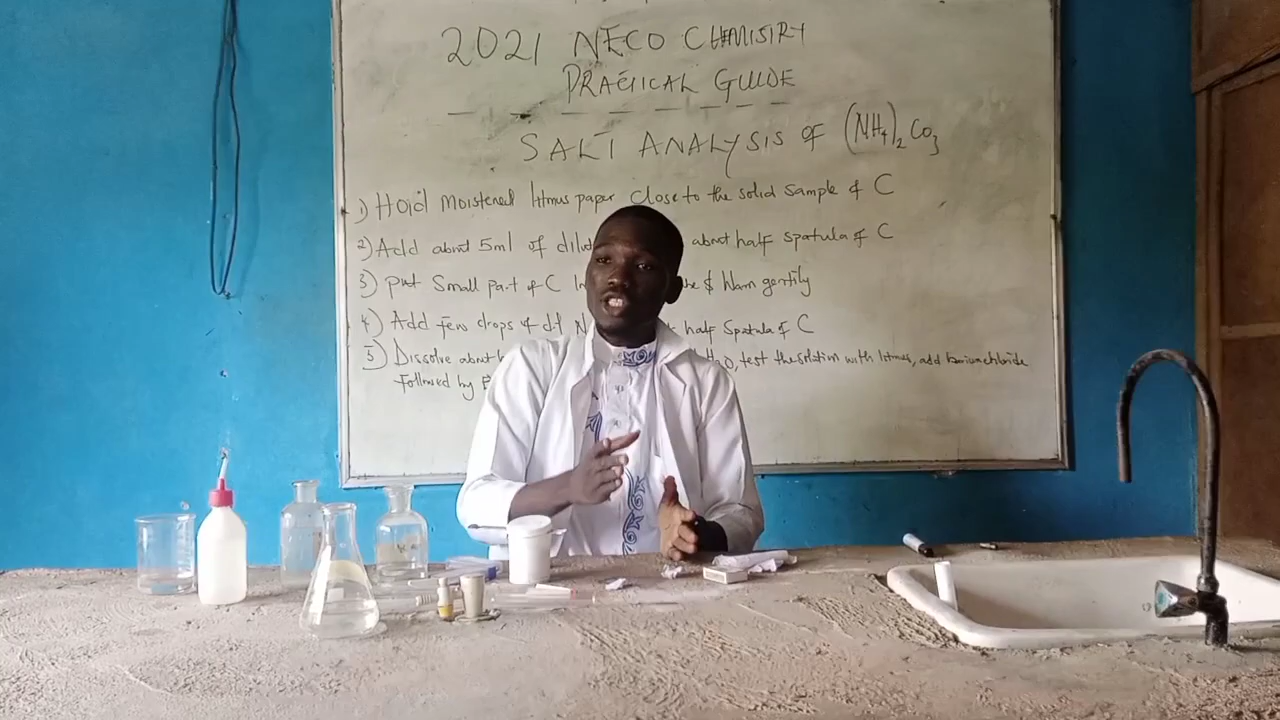 2021 NECO CHEMISTRY
PRACTICAL GUIDE
SALT ANALYSIS OF (NH4)2 CO3
1) Hold moistened litmus paper close to the solid sample of C
2) Add about 5ml of dilu about half spatula of C
3) Put Small part of C In & Warm gently
4) Add few drops of dil N half spatula of C
5) Dissolve about h H2O, test the solution with litmus, add barium chloride
followed by